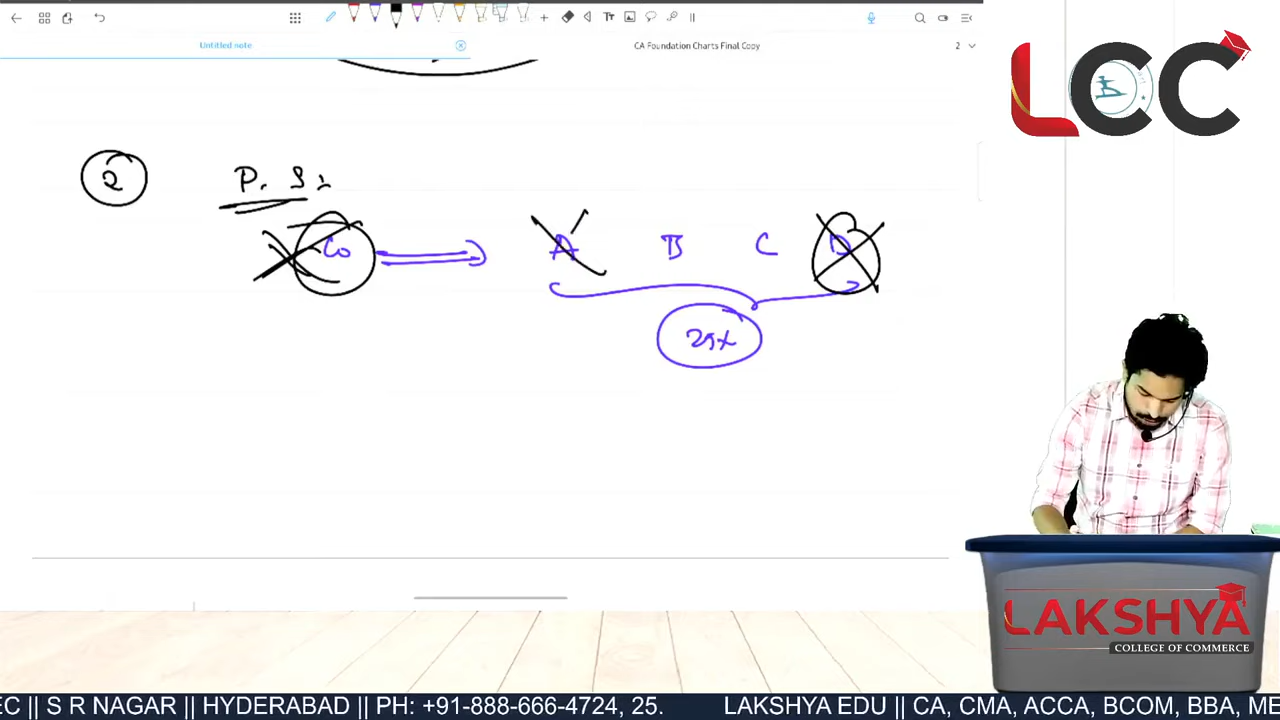 Untitled note
CA Foundation Charts Final Copy 2
LCC
2 P. S:
Co A B C D
LAKSHYA
COLLEGE OF COMMERCE
EC || S R NAGAR || HYDERABAD || PH: +91-888-666-4724, 25. LAKSHYA EDU || CA, CMA, ACCA, BCOM, BBA, ME